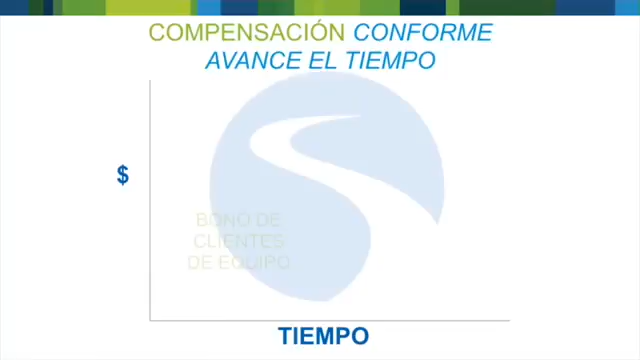 COMPENSACIÓN CONFORME
AVANCE EL TIEMPO
$
BONO DE
CLIENTES
DE EQUIPO
TIEMPO